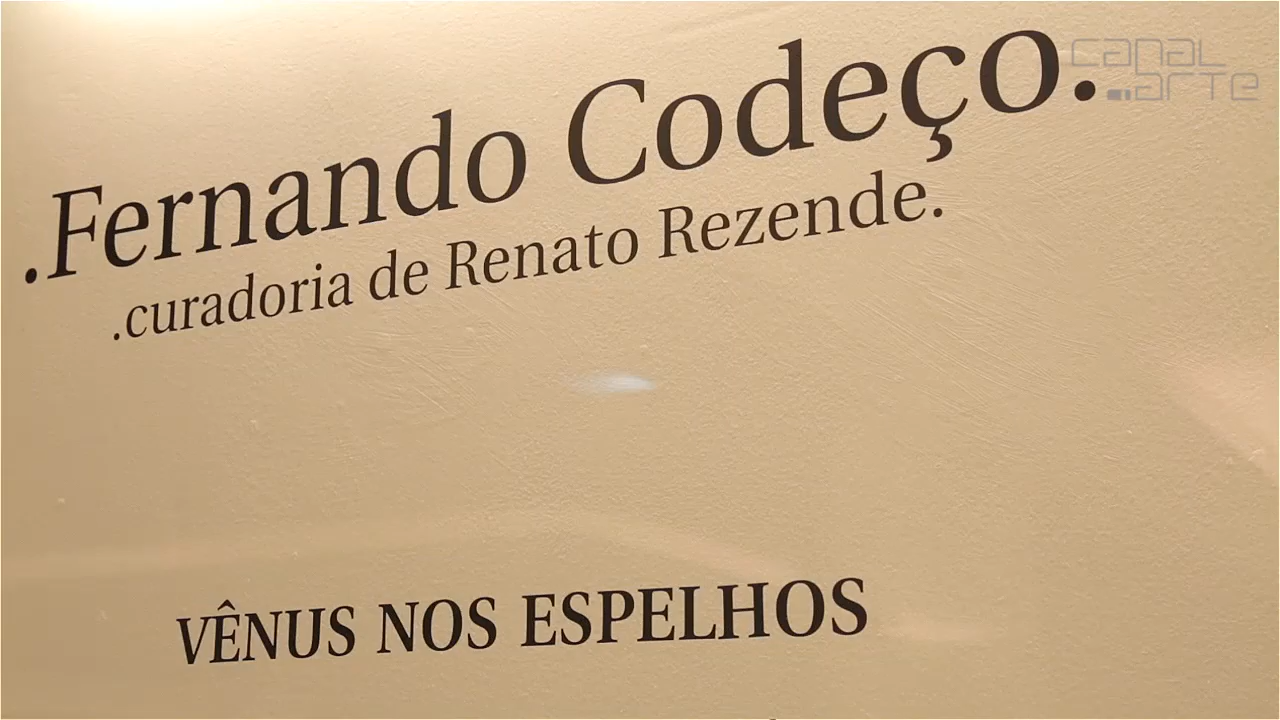 .Fernando Codeço.
.curadoria de Renato Rezende.
VÊNUS NOS ESPELHOS
canal
arte